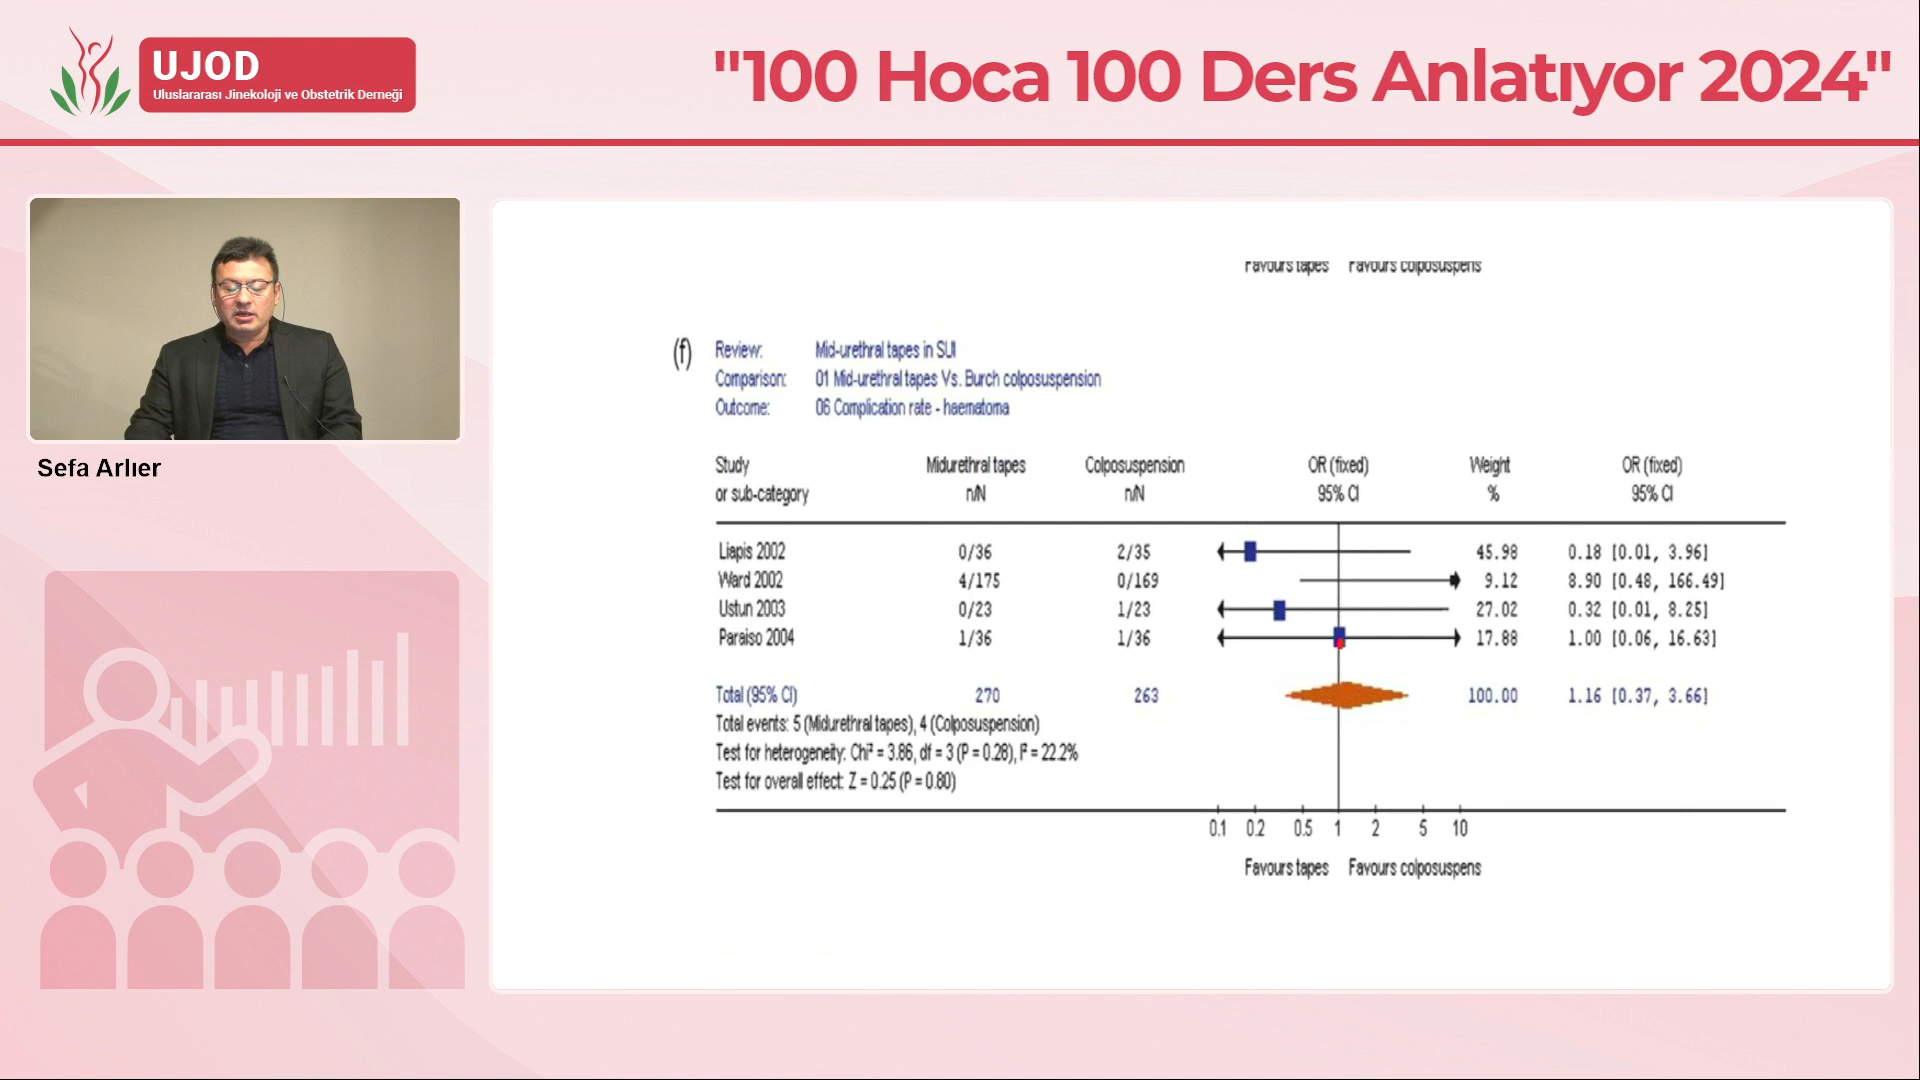 UJOD
Uluslararası Jinekoloji ve Obstetrik Derneği
"100 Hoca 100 Ders Anlatıyor 2024"
Sefa Arlıer
Favours tapes Favours colposuspens
(f)
Review: Mid-urethral tapes in SUI
Comparison: 01 Mid-urethral tapes Vs. Burch colposuspension
Outcome: 06 Complication rate - haematoma
Study Midurethral tapes Colposuspension OR (fixed) Weight OR (fixed)
or sub-category n/N n/N 95% CI % 95% CI
Liapis 2002 0/36 2/35 45.98 0.18 [0.01, 3.96]
Ward 2002 4/175 0/169 9.12 8.90 [0.48, 166.49]
Ustun 2003 0/23 1/23 27.02 0.32 [0.01, 8.25]
Paraiso 2004 1/36 1/36 17.88 1.00 [0.06, 16.63]
Total (95% CI) 270 263 100.00 1.16 [0.37, 3.66]
Total events: 5 (Midurethral tapes), 4 (Colposuspension)
Test for heterogeneity: Chi² = 3.86, df = 3 (P = 0.28), I² = 22.2%
Test for overall effect: Z = 0.25 (P = 0.80)
0.1 0.2 0.5 1 2 5 10
Favours tapes Favours colposuspens